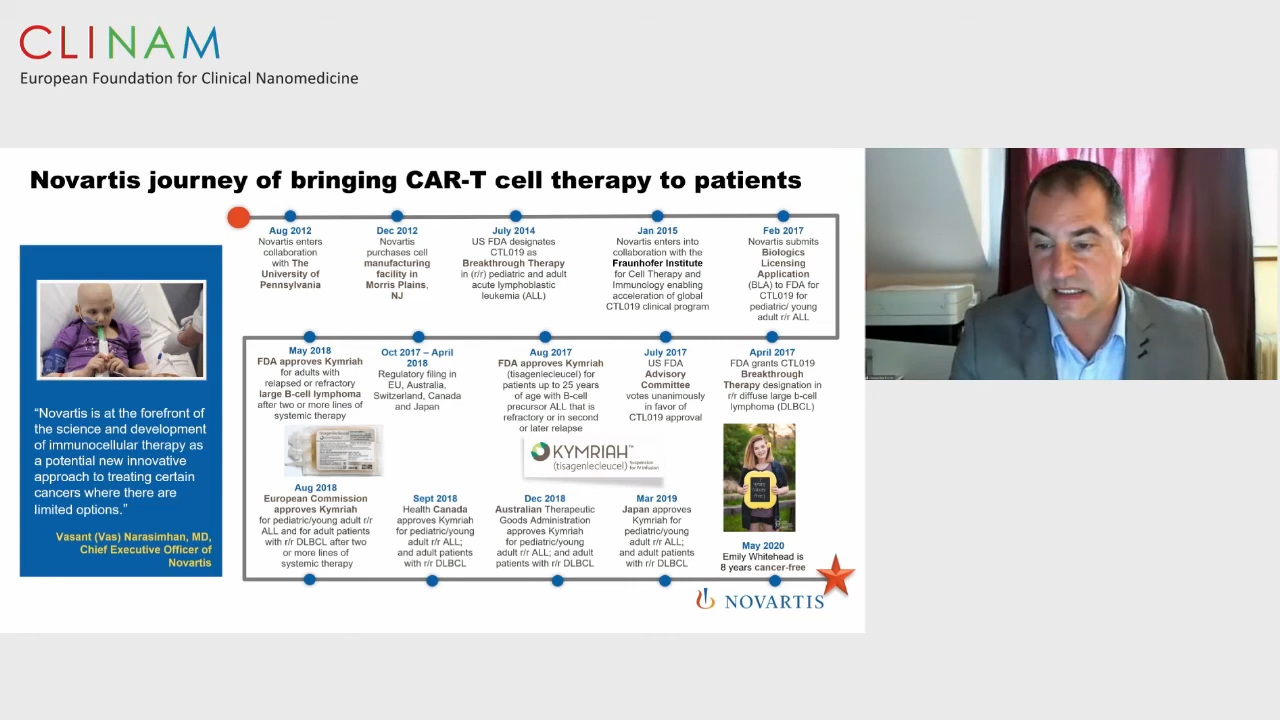 CLINAM
European Foundation for Clinical Nanomedicine
Novartis journey of bringing CAR-T cell therapy to patients
Aug 2012
Novartis enters
collaboration
with The
University of
Pennsylvania
Dec 2012
Novartis
purchases cell
manufacturing
facility in
Morris Plains,
NJ
July 2014
US FDA designates
CTL019 as
Breakthrough Therapy
in (r/r) pediatric and adult
acute lymphoblastic
leukemia (ALL)
Jan 2015
Novartis enters into
collaboration with the
Fraunhofer Institute
for Cell Therapy and
Immunology enabling
acceleration of global
CTL019 clinical program
Feb 2017
Novartis submits
Biologics
Licensing
Application
(BLA) to FDA for
CTL019 for
pediatric/ young
adult r/r ALL
“Novartis is at the forefront of
the science and development
of immunocellular therapy as
a potential new innovative
approach to treating certain
cancers where there are
limited options.”
Vasant (Vas) Narasimhan, MD,
Chief Executive Officer of
Novartis
May 2018
FDA approves Kymriah
for adults with
relapsed or refractory
large B-cell lymphoma
after two or more lines of
systemic therapy
Oct 2017 – April
2018
Regulatory filing in
EU, Australia,
Switzerland, Canada
and Japan
Aug 2017
FDA approves Kymriah
(tisagenlecleucel) for
patients up to 25 years
of age with B-cell
precursor ALL that is
refractory or in second
or later relapse
July 2017
US FDA
Advisory
Committee
votes unanimously
in favor of
CTL019 approval
April 2017
FDA grants CTL019
Breakthrough
Therapy designation in
r/r diffuse large b-cell
lymphoma (DLBCL)
KYMRIAH™
(tisagenlecleucel) Suspension
for IV infusion
Aug 2018
European Commission
approves Kymriah
for pediatric/young adult r/r
ALL and for adult patients
with r/r DLBCL after two
or more lines of
systemic therapy
Sept 2018
Health Canada
approves Kymriah
for pediatric/young
adult r/r ALL;
and adult patients
with r/r DLBCL
Dec 2018
Australian Therapeutic
Goods Administration
approves Kymriah
for pediatric/young
adult r/r ALL; and adult
patients with r/r DLBCL
Mar 2019
Japan approves
Kymriah for
pediatric/young
adult r/r ALL;
and adult patients
with r/r DLBCL
May 2020
Emily Whitehead is
8 years cancer-free
NOVARTIS